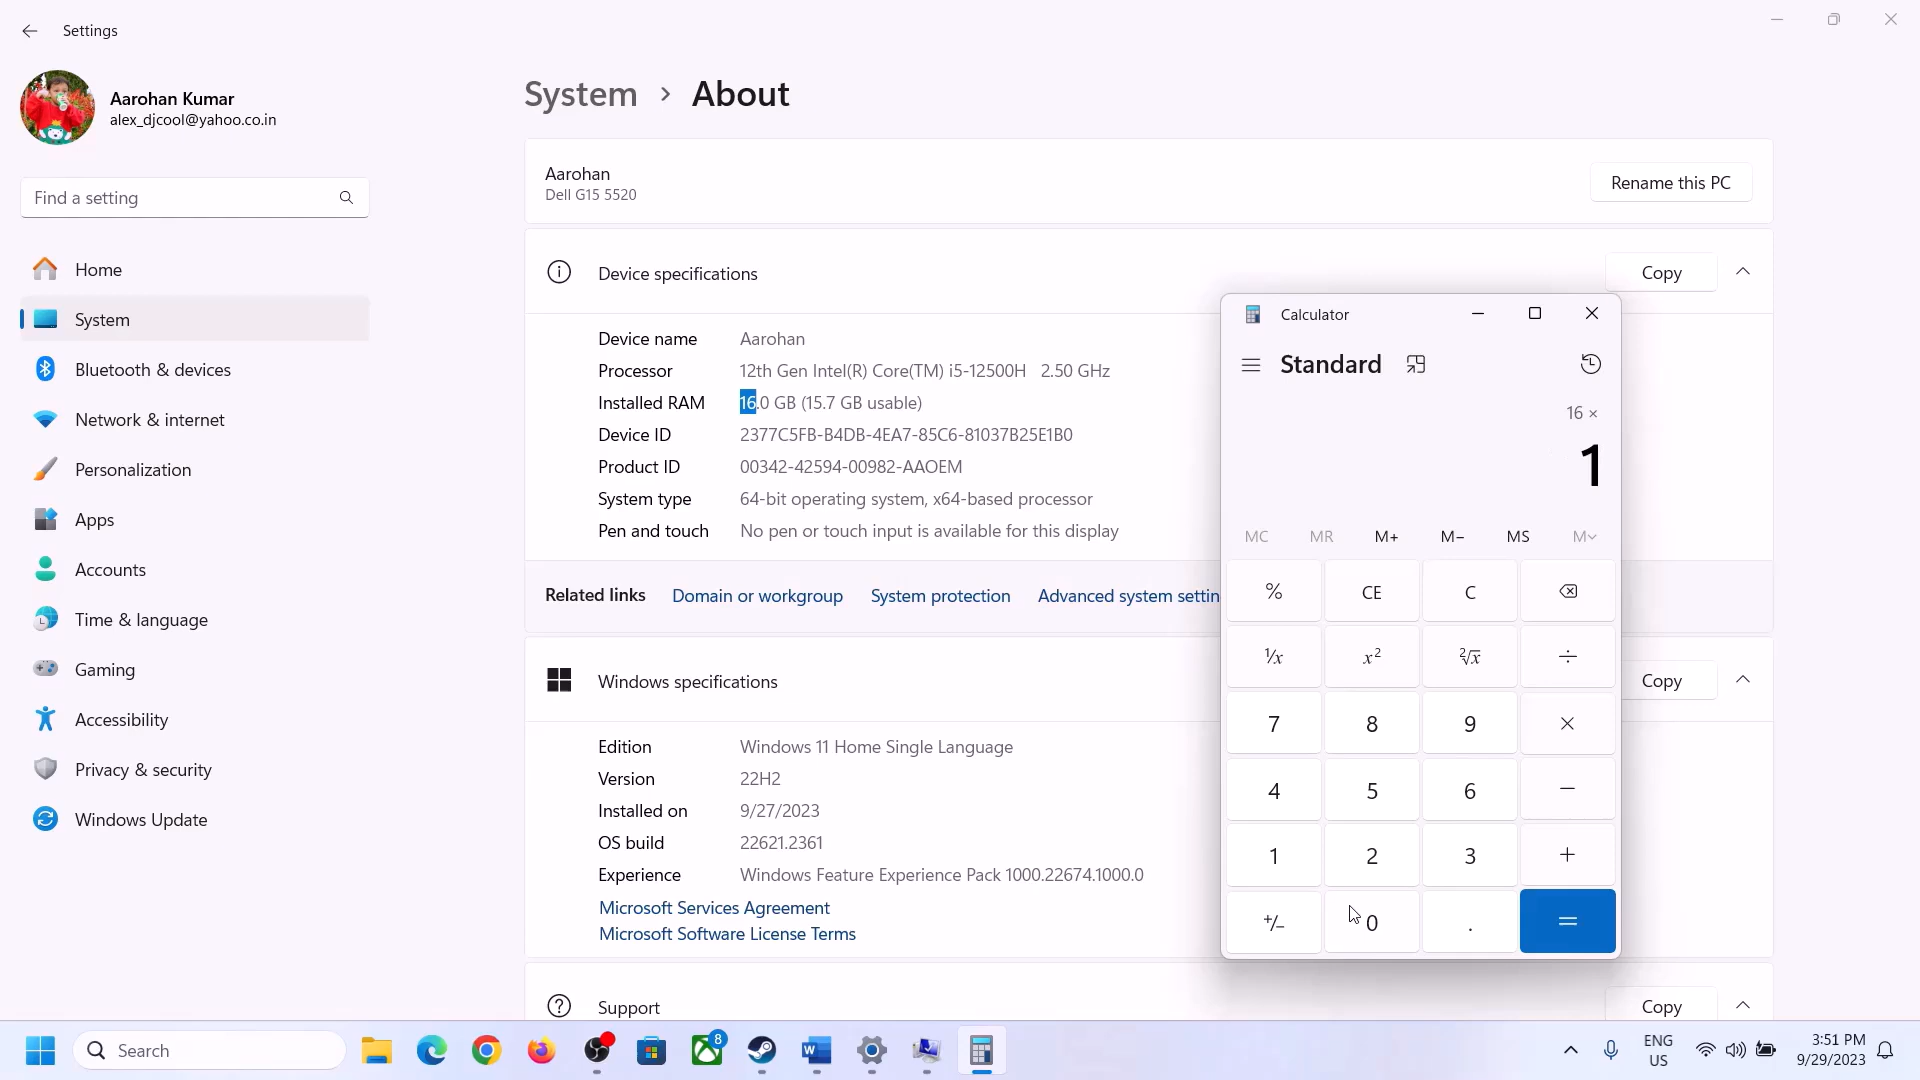 Settings
Aarohan Kumar
alex_djcool@yahoo.co.in
Find a setting
Home
System
Bluetooth & devices
Network & internet
Personalization
Apps
Accounts
Time & language
Gaming
Accessibility
Privacy & security
Windows Update
System > About
Aarohan
Dell G15 5520
Rename this PC
Device specifications
Copy
Device name Aarohan
Processor 12th Gen Intel(R) Core(TM) i5-12500H 2.50 GHz
Installed RAM 16.0 GB (15.7 GB usable)
Device ID 2377C5FB-B4DB-4EA7-85C6-81037B25E1B0
Product ID 00342-42594-00982-AAOEM
System type 64-bit operating system, x64-based processor
Pen and touch No pen or touch input is available for this display
Related links Domain or workgroup System protection Advanced system settin
Windows specifications
Copy
Edition Windows 11 Home Single Language
Version 22H2
Installed on 9/27/2023
OS build 22621.2361
Experience Windows Feature Experience Pack 1000.22674.1000.0
Microsoft Services Agreement
Microsoft Software License Terms
Support
Copy
Calculator
Standard
16 ×
1
MC MR M+ M− MS M
% CE C
¹/x x² ²√x ÷
7 8 9 ×
4 5 6 −
1 2 3 +
+/− 0 . =
Search
8
W
ENG
US
3:51 PM
9/29/2023